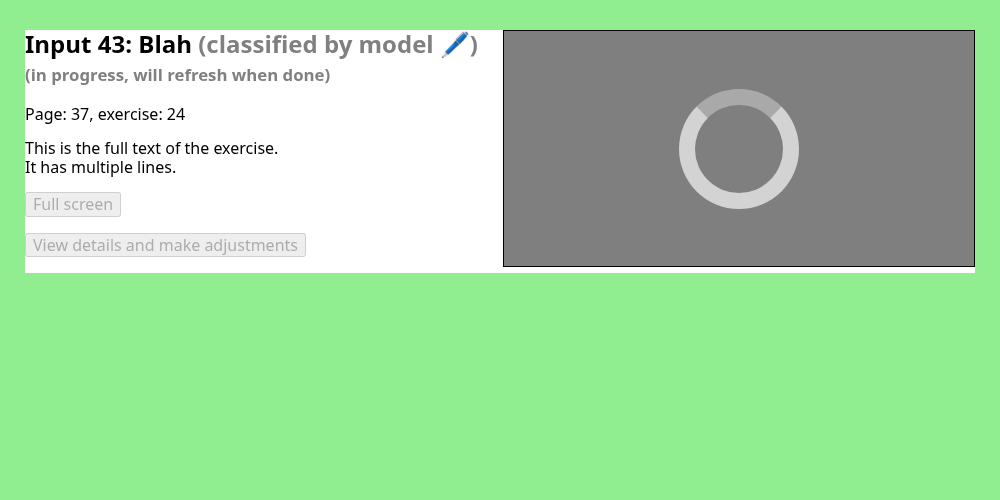 Input 43: Blah (classified by model 🖊️)
(in progress, will refresh when done)
Page: 37, exercise: 24
This is the full text of the exercise.
It has multiple lines.
Full screen
View details and make adjustments